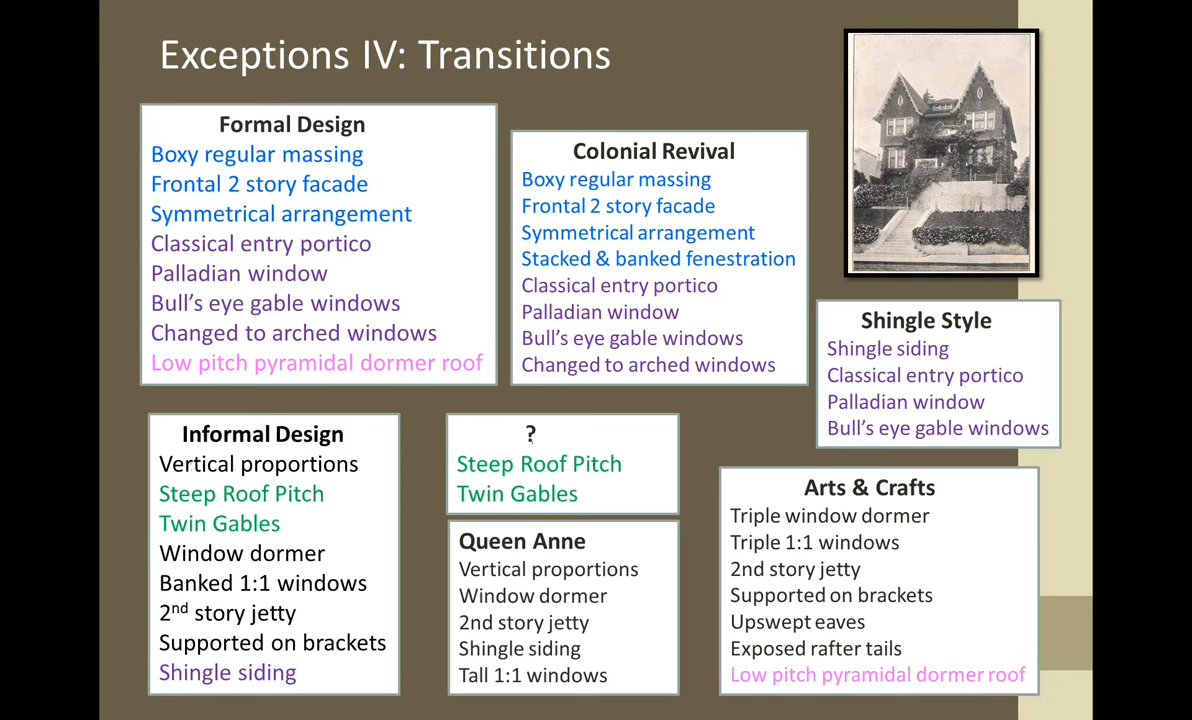 Exceptions IV: Transitions
Formal Design
Boxy regular massing
Frontal 2 story facade
Symmetrical arrangement
Classical entry portico
Palladian window
Bull's eye gable windows
Changed to arched windows
Low pitch pyramidal dormer roof
Colonial Revival
Boxy regular massing
Frontal 2 story facade
Symmetrical arrangement
Stacked & banked fenestration
Classical entry portico
Palladian window
Bull's eye gable windows
Changed to arched windows
Shingle Style
Shingle siding
Classical entry portico
Palladian window
Bull's eye gable windows
Informal Design
Vertical proportions
Steep Roof Pitch
Twin Gables
Window dormer
Banked 1:1 windows
2nd story jetty
Supported on brackets
Shingle siding
?
Steep Roof Pitch
Twin Gables
Queen Anne
Vertical proportions
Window dormer
2nd story jetty
Shingle siding
Tall 1:1 windows
Arts & Crafts
Triple window dormer
Triple 1:1 windows
2nd story jetty
Supported on brackets
Upswept eaves
Exposed rafter tails
Low pitch pyramidal dormer roof